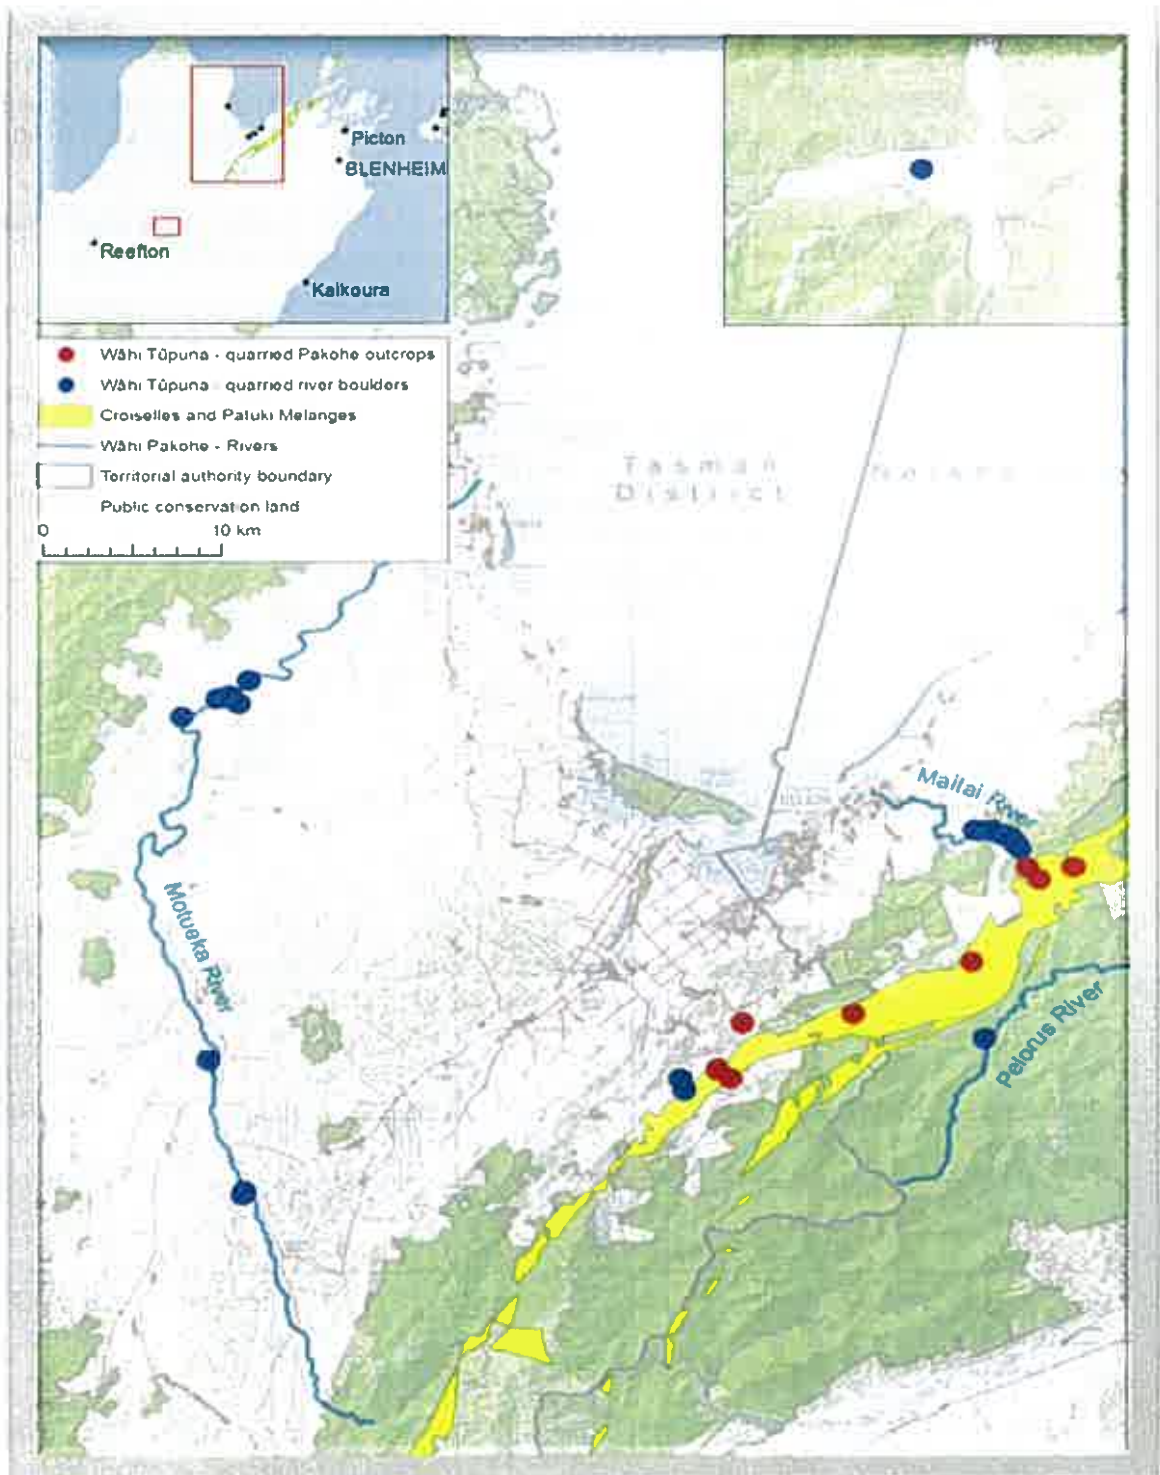 Picton
BLENHEIM
Reefton
Kaikoura
Wāhi Tūpuna - quarried Pakohe outcrops
Wāhi Tūpuna - quarried river boulders
Croiselles and Patuki Melanges
Wāhi Pakohe - Rivers
Territorial authority boundary
Public conservation land
0 10 km
Tasman
District
Nelson
Maitai River
Motueka River
Pelorus River